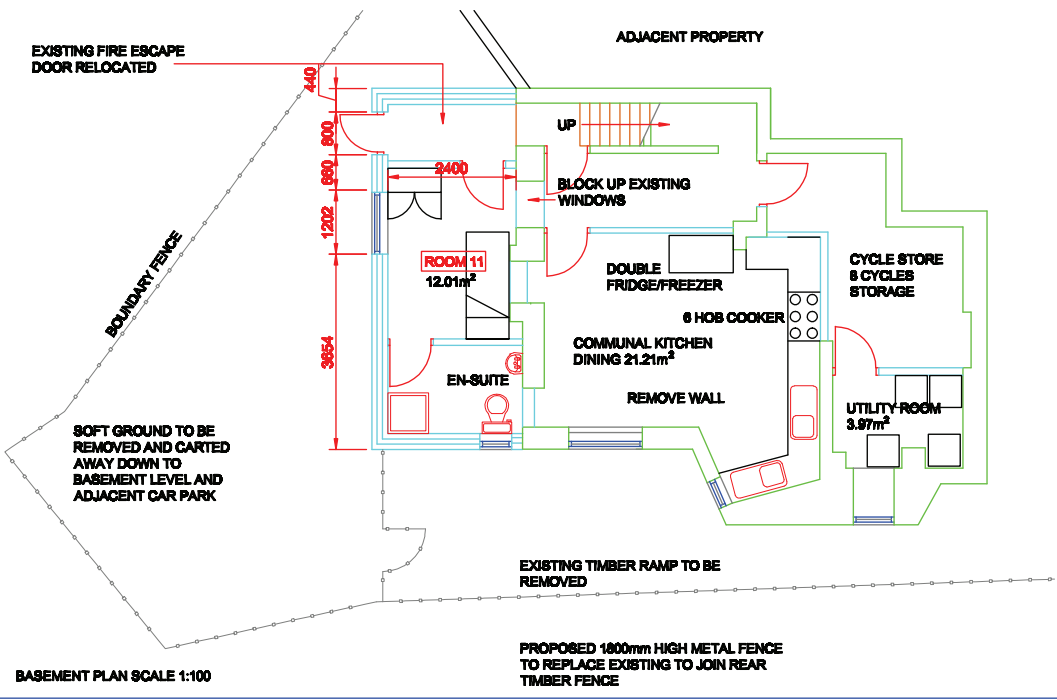 ADJACENT PROPERTY
EXISTING FIRE ESCAPE
DOOR RELOCATED
440
800
680
1202
3654
2400
UP
BLOCK UP EXISTING
WINDOWS
ROOM 11
12.01m²
DOUBLE
FRIDGE/FREEZER
6 HOB COOKER
CYCLE STORE
8 CYCLES
STORAGE
COMMUNAL KITCHEN
DINING 21.21m²
REMOVE WALL
EN-SUITE
UTILITY ROOM
3.97m²
BOUNDARY FENCE
SOFT GROUND TO BE
REMOVED AND CARTED
AWAY DOWN TO
BASEMENT LEVEL AND
ADJACENT CAR PARK
EXISTING TIMBER RAMP TO BE
REMOVED
PROPOSED 1800mm HIGH METAL FENCE
TO REPLACE EXISTING TO JOIN REAR
TIMBER FENCE
BASEMENT PLAN SCALE 1:100